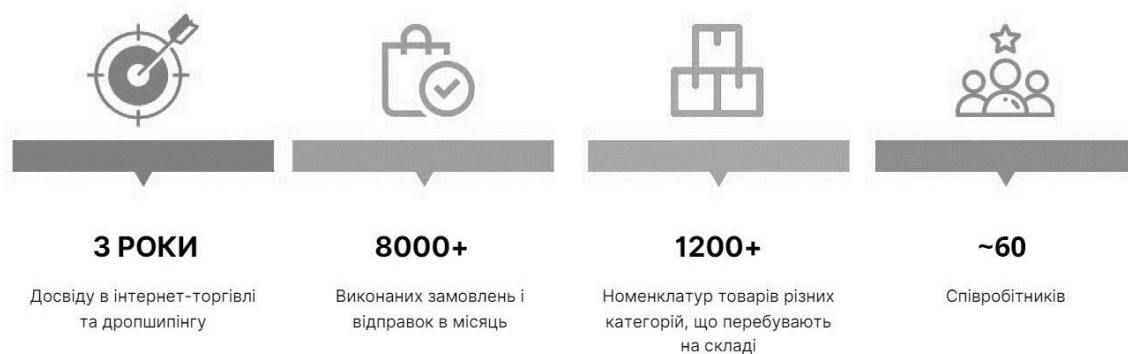 3 РОКИ
Досвіду в інтернет-торгівлі
та дропшипінгу
8000+
Виконаних замовлень і
відправок в місяць
1200+
Номенклатур товарів різних
категорій, що перебувають
на складі
~60
Співробітників